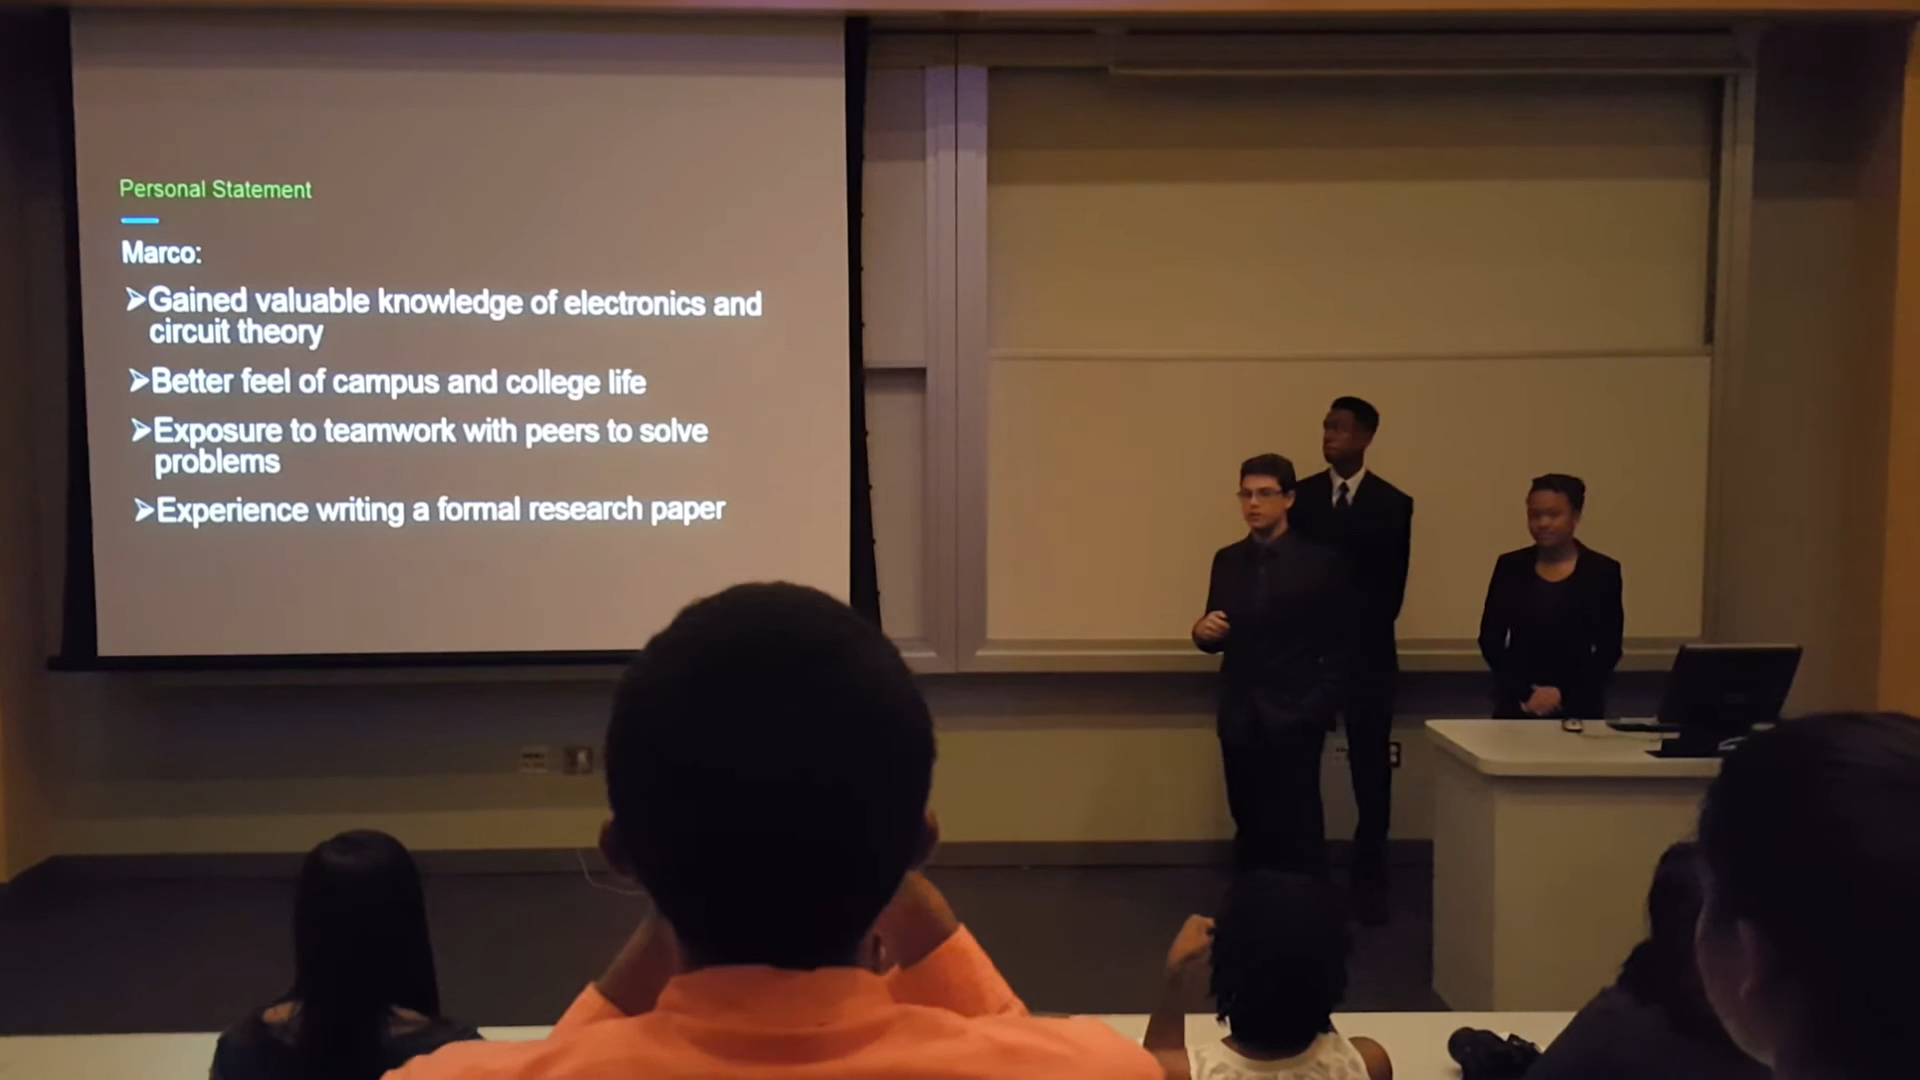 Personal Statement
Marco:
➢Gained valuable knowledge of electronics and
circuit theory
➢Better feel of campus and college life
➢Exposure to teamwork with peers to solve
problems
➢Experience writing a formal research paper